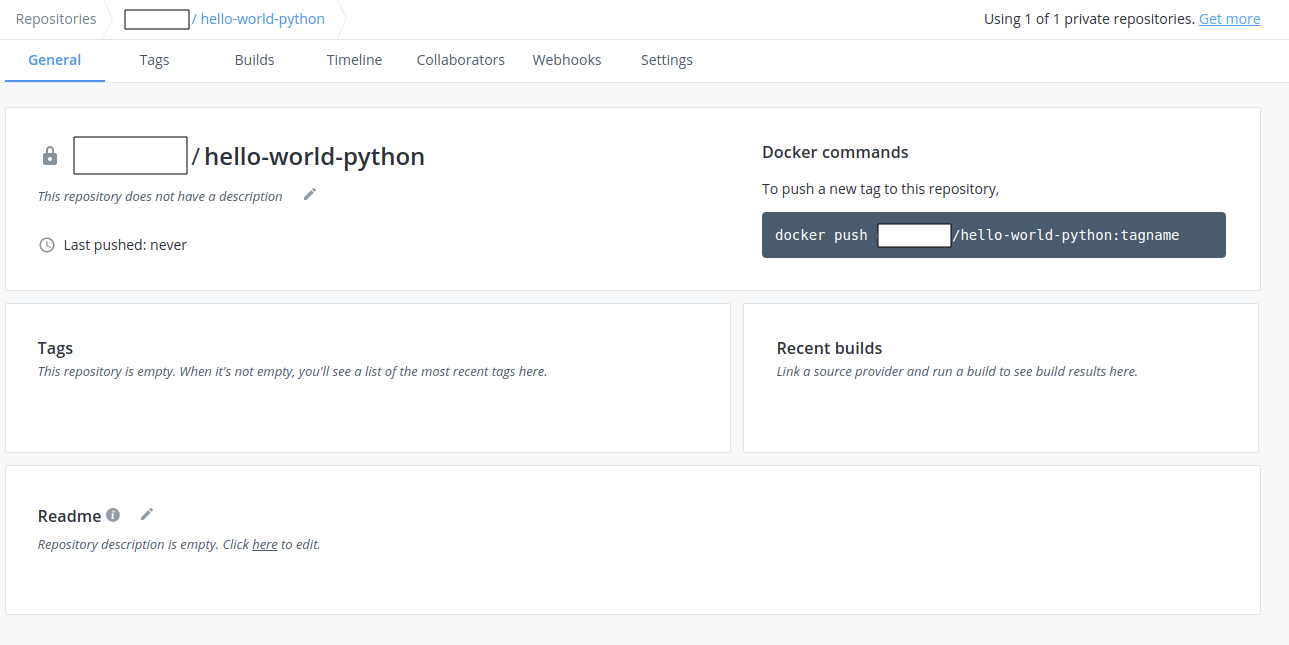 Repositories / hello-world-python Using 1 of 1 private repositories. Get more
General Tags Builds Timeline Collaborators Webhooks Settings
/ hello-world-python
This repository does not have a description
Last pushed: never
Docker commands
To push a new tag to this repository,
docker push /hello-world-python:tagname
Tags
This repository is empty. When it's not empty, you'll see a list of the most recent tags here.
Recent builds
Link a source provider and run a build to see build results here.
Readme
Repository description is empty. Click here to edit.